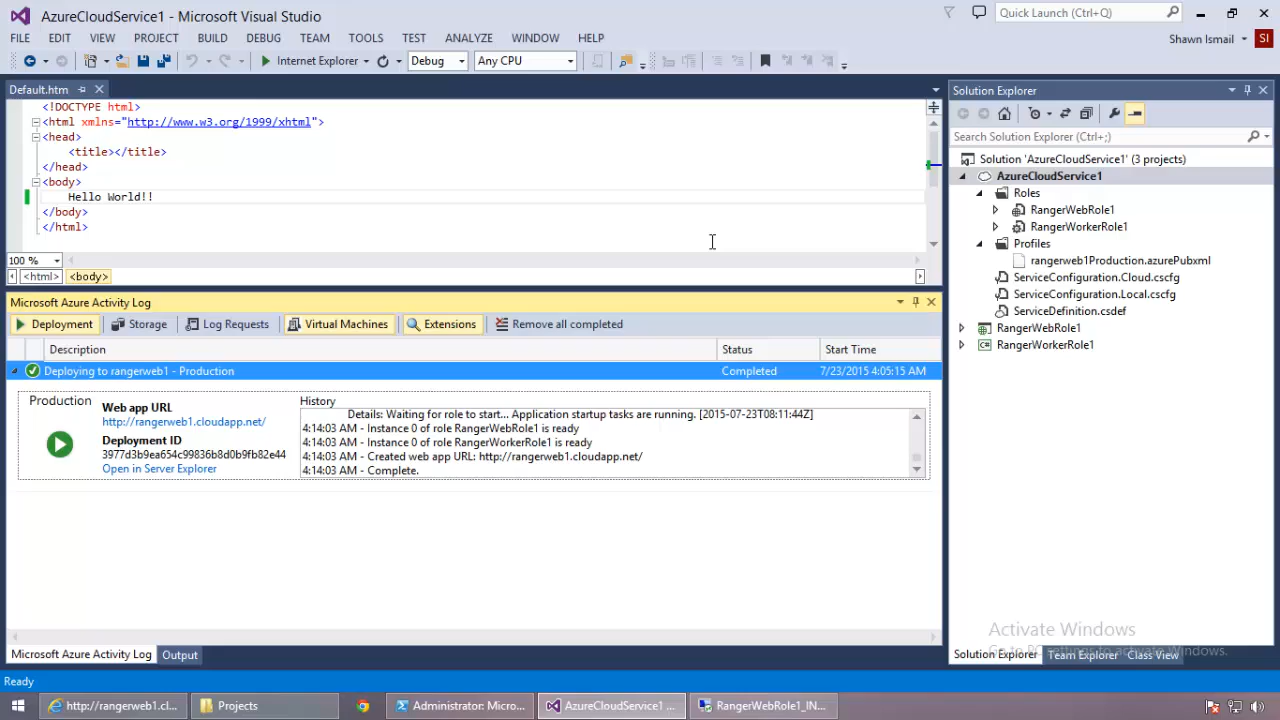 AzureCloudService1 - Microsoft Visual Studio
Quick Launch (Ctrl+Q)
FILE EDIT VIEW PROJECT BUILD DEBUG TEAM TOOLS TEST ANALYZE WINDOW HELP
Shawn Ismail SI
Internet Explorer Debug Any CPU
Default.htm
<!DOCTYPE html>
<html xmlns="http://www.w3.org/1999/xhtml">
<head>
<title></title>
</head>
<body>
Hello World!!
</body>
</html>
100 %
<html> <body>
Microsoft Azure Activity Log
Deployment Storage Log Requests Virtual Machines Extensions Remove all completed
Description Status Start Time
Deploying to rangerweb1 - Production Completed 7/23/2015 4:05:15 AM
Production
Web app URL
http://rangerweb1.cloudapp.net/
Deployment ID
3977d3b9ea654c99836b8d0b9fb82e44
Open in Server Explorer
History
Details: Waiting for role to start... Application startup tasks are running. [2015-07-23T08:11:44Z]
4:14:03 AM - Instance 0 of role RangerWebRole1 is ready
4:14:03 AM - Instance 0 of role RangerWorkerRole1 is ready
4:14:03 AM - Created web app URL: http://rangerweb1.cloudapp.net/
4:14:03 AM - Complete.
Microsoft Azure Activity Log Output
Solution Explorer
Search Solution Explorer (Ctrl+;)
Solution 'AzureCloudService1' (3 projects)
AzureCloudService1
Roles
RangerWebRole1
RangerWorkerRole1
Profiles
rangerweb1Production.azurePubxml
ServiceConfiguration.Cloud.cscfg
ServiceConfiguration.Local.cscfg
ServiceDefinition.csdef
RangerWebRole1
RangerWorkerRole1
Activate Windows
Go to PC settings to activate Windows.
Solution Explorer Team Explorer Class View
Ready
http://rangerweb1.cl... Projects Administrator: Micro... AzureCloudService1 ... RangerWebRole1_IN...